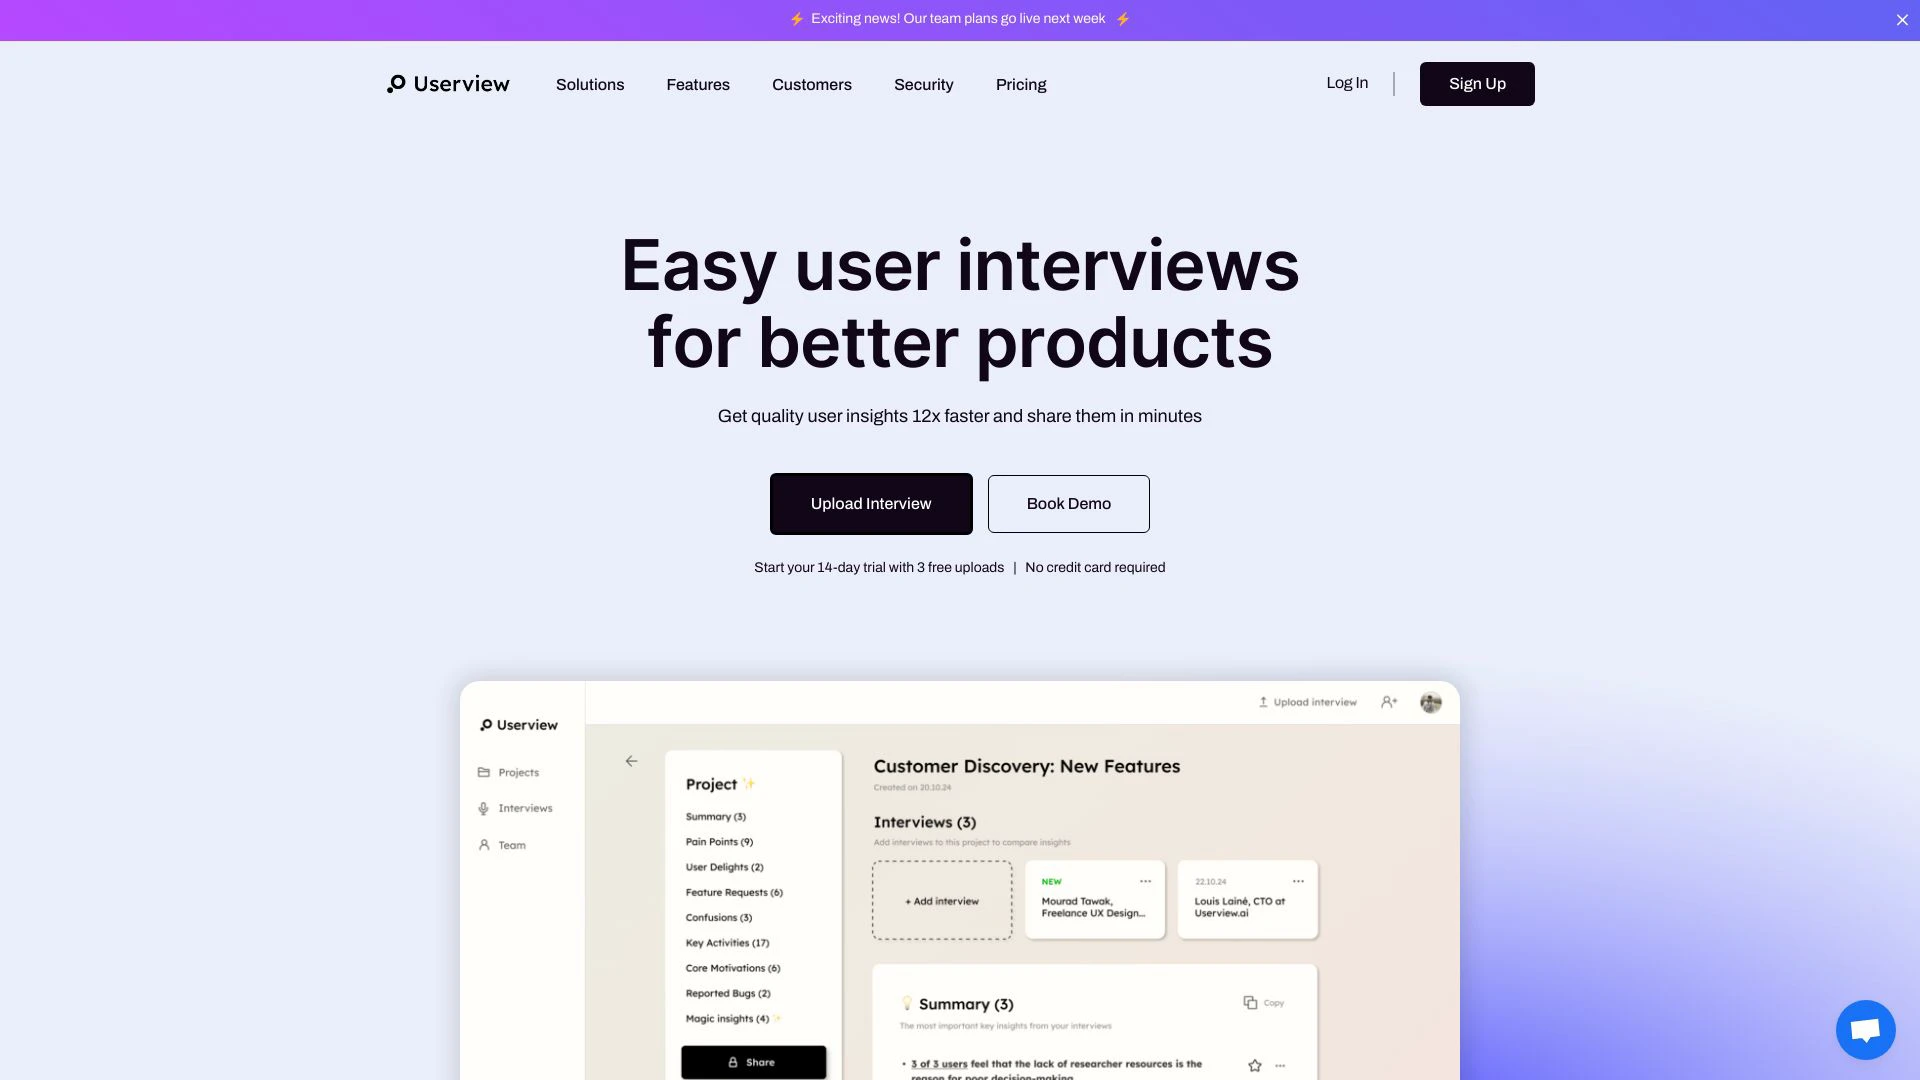 ⚡ Exciting news! Our team plans go live next week ⚡
Userview
Solutions
Features
Customers
Security
Pricing
Log In
Sign Up
Easy user interviews
for better products
Get quality user insights 12x faster and share them in minutes
Upload Interview
Book Demo
Start your 14-day trial with 3 free uploads | No credit card required
Userview
Projects
Interviews
Team
Upload interview
Project ✨
Summary (3)
Pain Points (9)
User Delights (2)
Feature Requests (6)
Confusions (3)
Key Activities (17)
Core Motivations (6)
Reported Bugs (2)
Magic insights (4) ✨
Share
Customer Discovery: New Features
Created on 20.10.24
Interviews (3)
Add interviews to this project to compare insights
+ Add interview
NEW
Mourad Tawak,
Freelance UX Design...
22.10.24
Louis Lainé, CTO at
Userview.ai
💡 Summary (3)
Copy
The most important key insights from your interviews
• 3 of 3 users feel that the lack of researcher resources is the
reason for poor decision-making